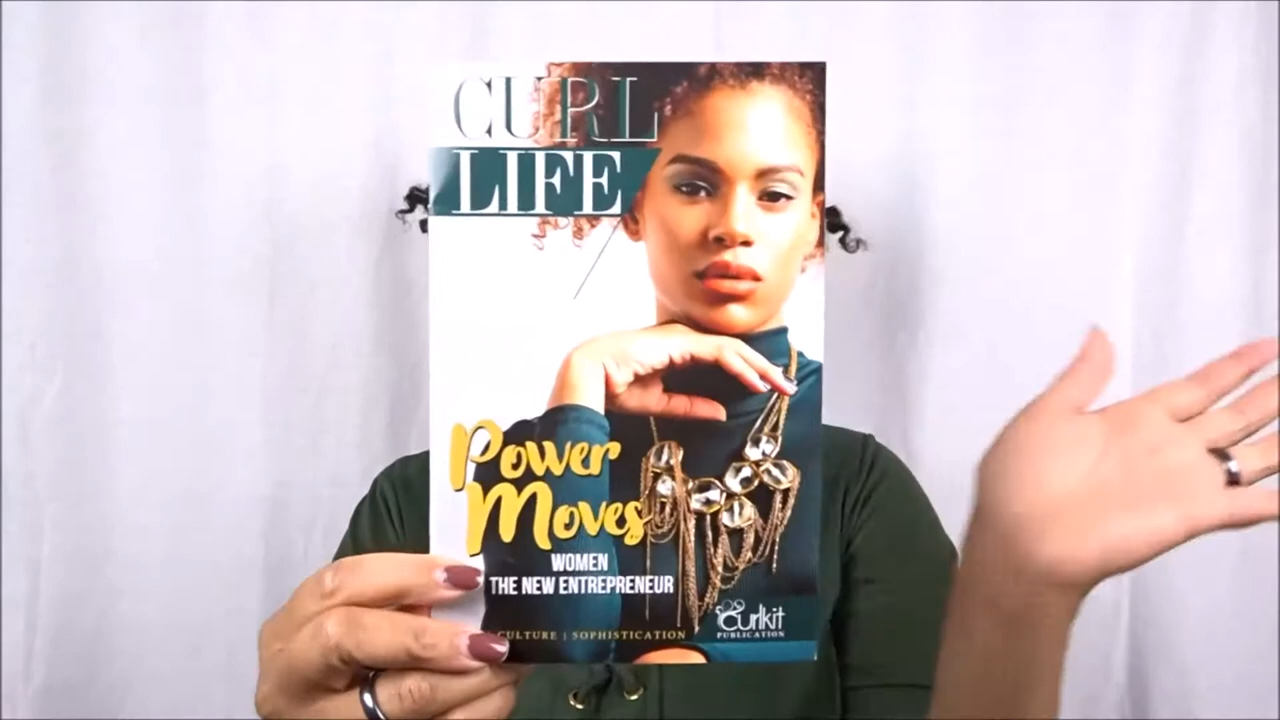 CURL
LIFE
Power
Moves
WOMEN
THE NEW ENTREPRENEUR
CULTURE | SOPHISTICATION
Curlkit
PUBLICATION